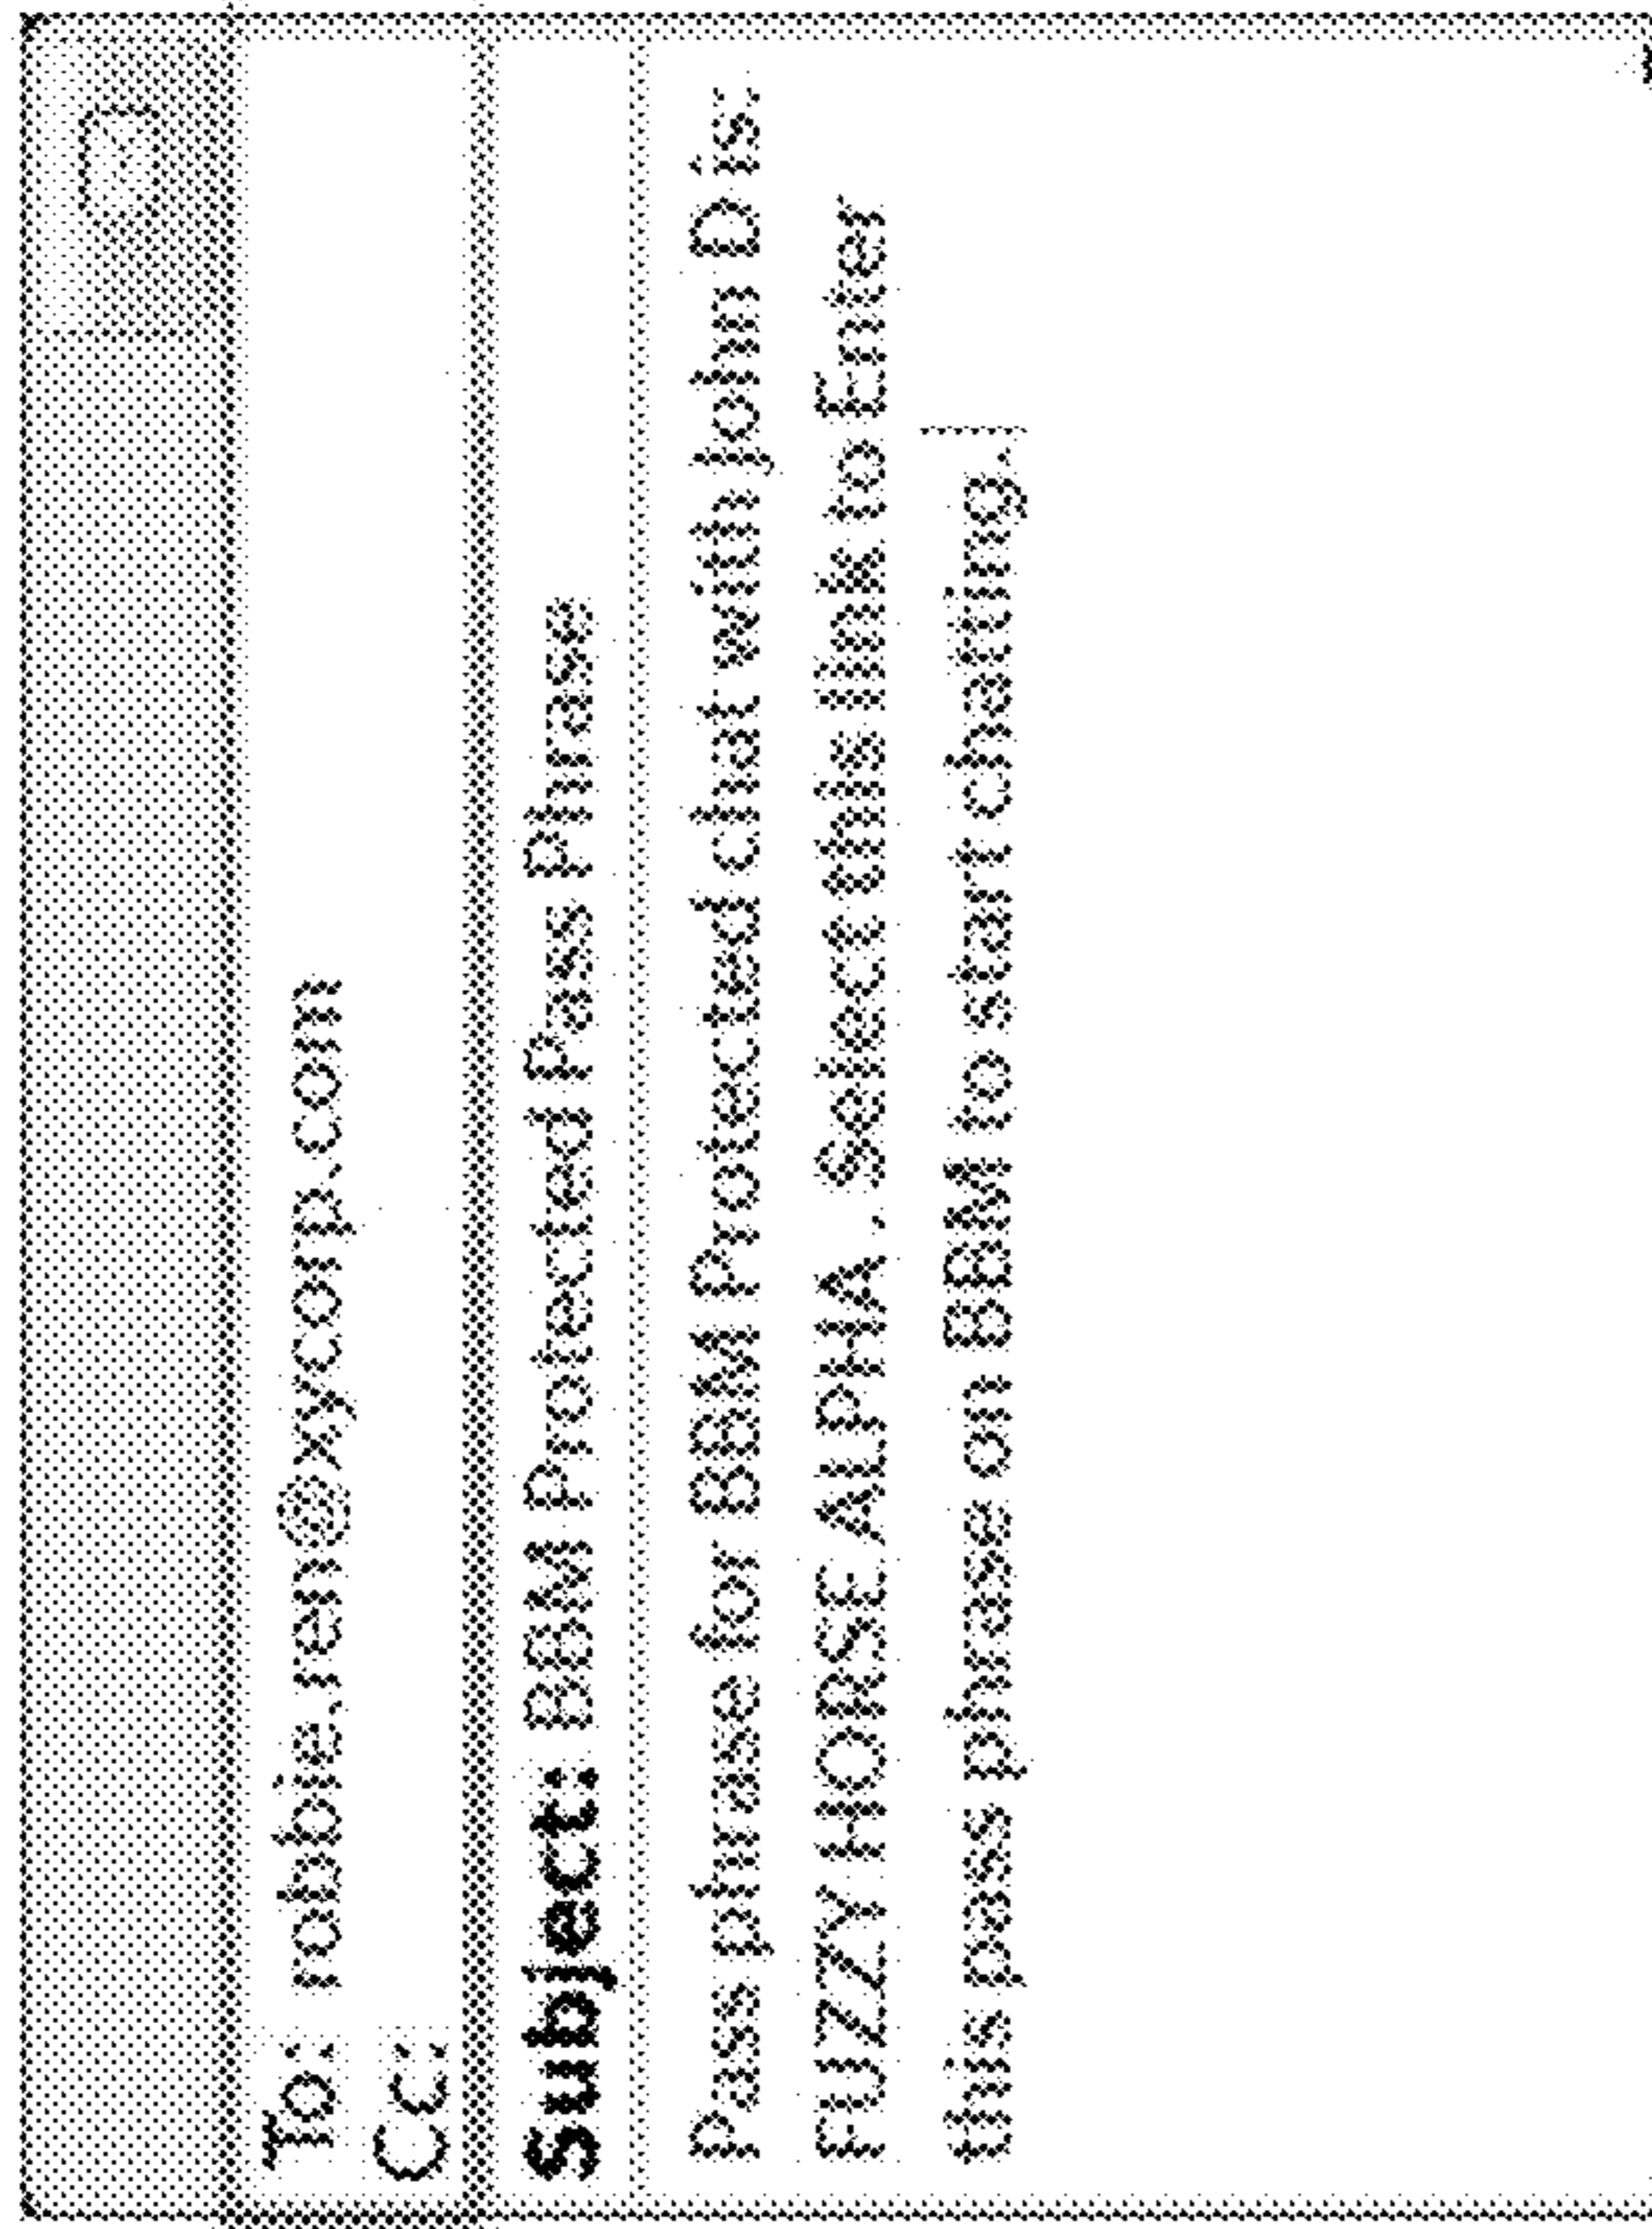 To: robbie.ren@xycorp.com
Cc:
Subject: BBM Protected Pass Phrase
Pass phrase for BBM Protected chat with John D is:
FUZZY HORSE ALPHA. Select this link to Enter
this pass phrase on BBM to start chatting.